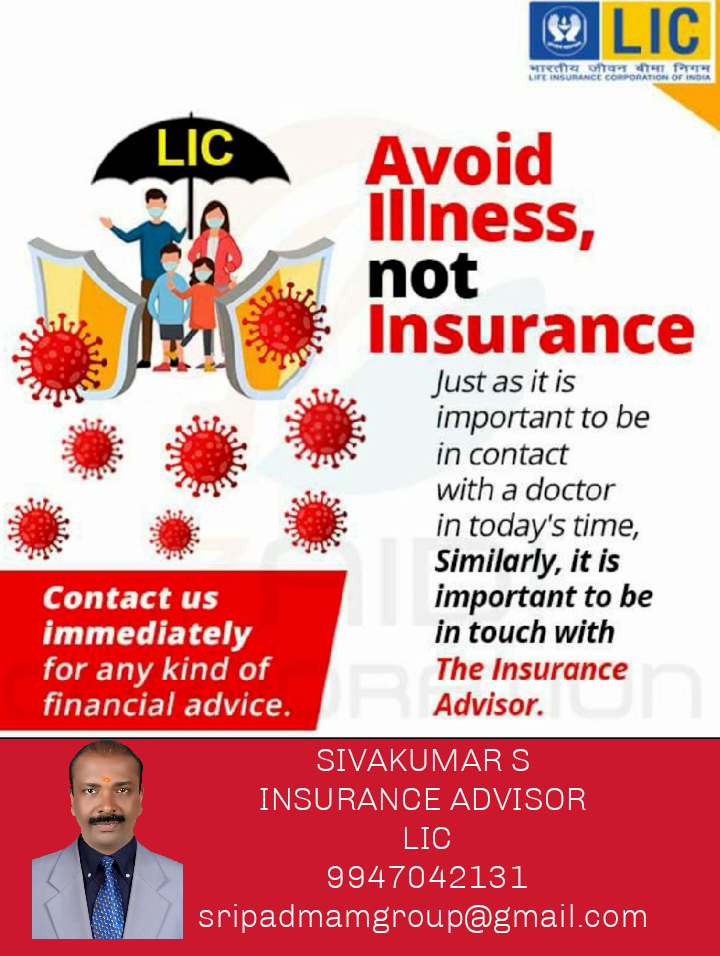 LIC
भारतीय जीवन बीमा निगम
LIFE INSURANCE CORPORATION OF INDIA
LIC
Avoid
Illness,
not
Insurance
Just as it is
important to be
in contact
with a doctor
in today's time,
Similarly, it is
important to be
in touch with
The Insurance
Advisor.
Contact us
immediately
for any kind of
financial advice.
SIVAKUMAR S
INSURANCE ADVISOR
LIC
9947042131
sripadmamgroup@gmail.com